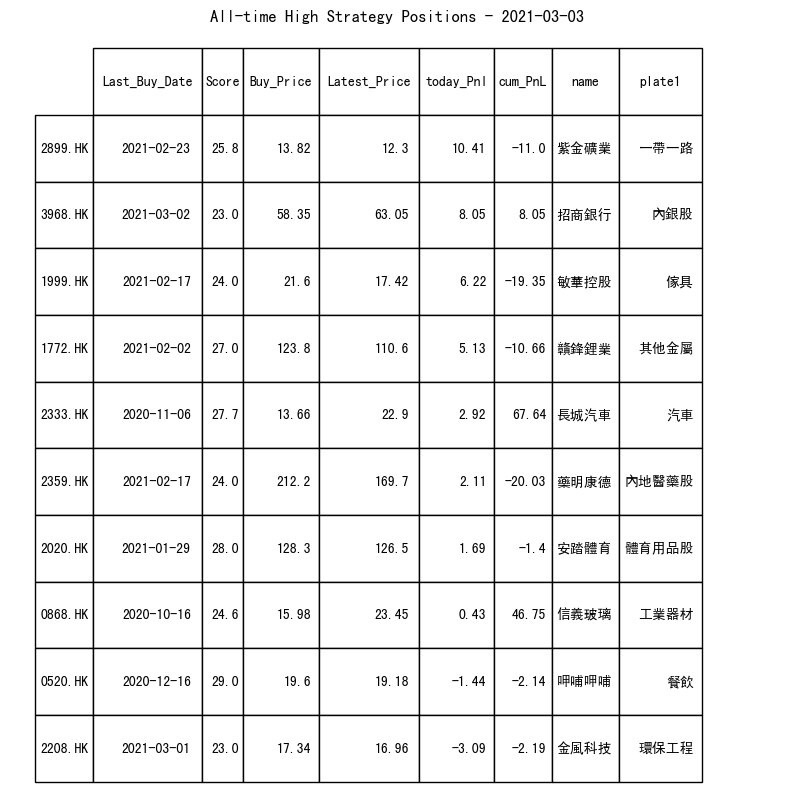 All-time High Strategy Positions - 2021-03-03
Last_Buy_Date Score Buy_Price Latest_Price today_Pnl cum_PnL name plate1
2899.HK 2021-02-23 25.8 13.82 12.3 10.41 -11.0 紫金礦業 一帶一路
3968.HK 2021-03-02 23.0 58.35 63.05 8.05 8.05 招商銀行 內銀股
1999.HK 2021-02-17 24.0 21.6 17.42 6.22 -19.35 敏華控股 傢具
1772.HK 2021-02-02 27.0 123.8 110.6 5.13 -10.66 贛鋒鋰業 其他金屬
2333.HK 2020-11-06 27.7 13.66 22.9 2.92 67.64 長城汽車 汽車
2359.HK 2021-02-17 24.0 212.2 169.7 2.11 -20.03 藥明康德 內地醫藥股
2020.HK 2021-01-29 28.0 128.3 126.5 1.69 -1.4 安踏體育 體育用品股
0868.HK 2020-10-16 24.6 15.98 23.45 0.43 46.75 信義玻璃 工業器材
0520.HK 2020-12-16 29.0 19.6 19.18 -1.44 -2.14 呷哺呷哺 餐飲
2208.HK 2021-03-01 23.0 17.34 16.96 -3.09 -2.19 金風科技 環保工程